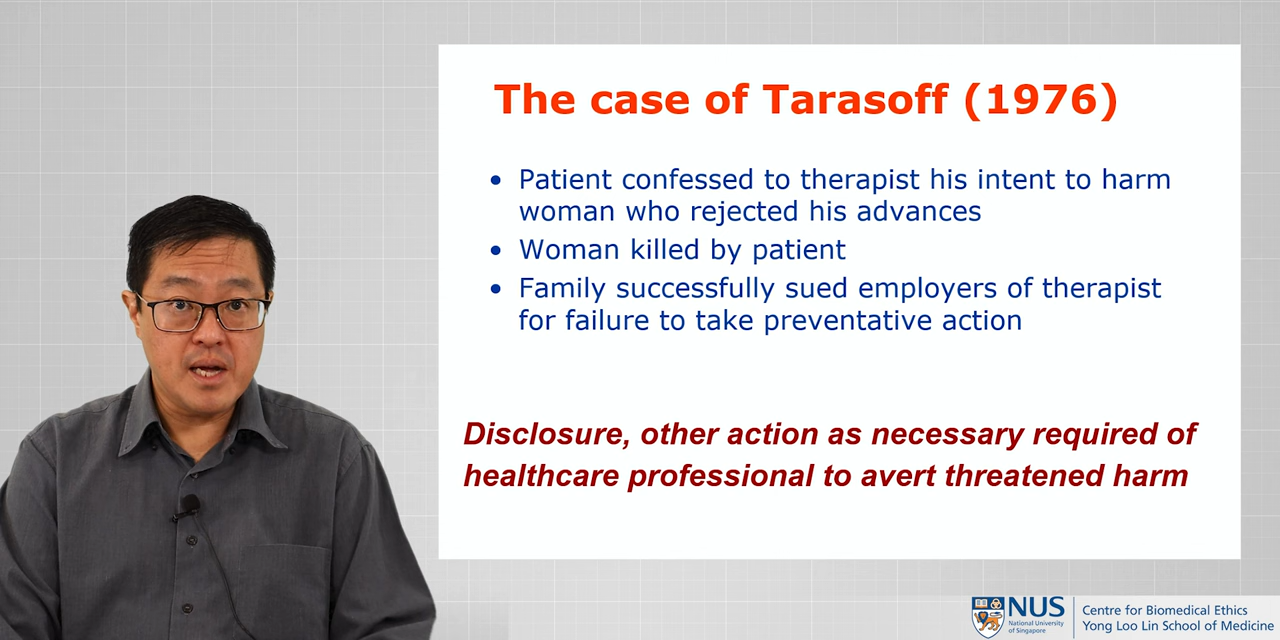 The case of Tarasoff (1976)
• Patient confessed to therapist his intent to harm
woman who rejected his advances
• Woman killed by patient
• Family successfully sued employers of therapist
for failure to take preventative action
Disclosure, other action as necessary required of
healthcare professional to avert threatened harm
NUS
National University
of Singapore
Centre for Biomedical Ethics
Yong Loo Lin School of Medicine